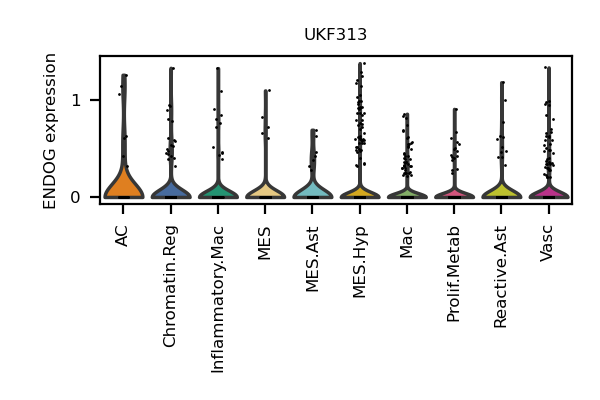 UKF313
ENDOG expression
1
0
AC
Chromatin.Reg
Inflammatory.Mac
MES
MES.Ast
MES.Hyp
Mac
Prolif.Metab
Reactive.Ast
Vasc